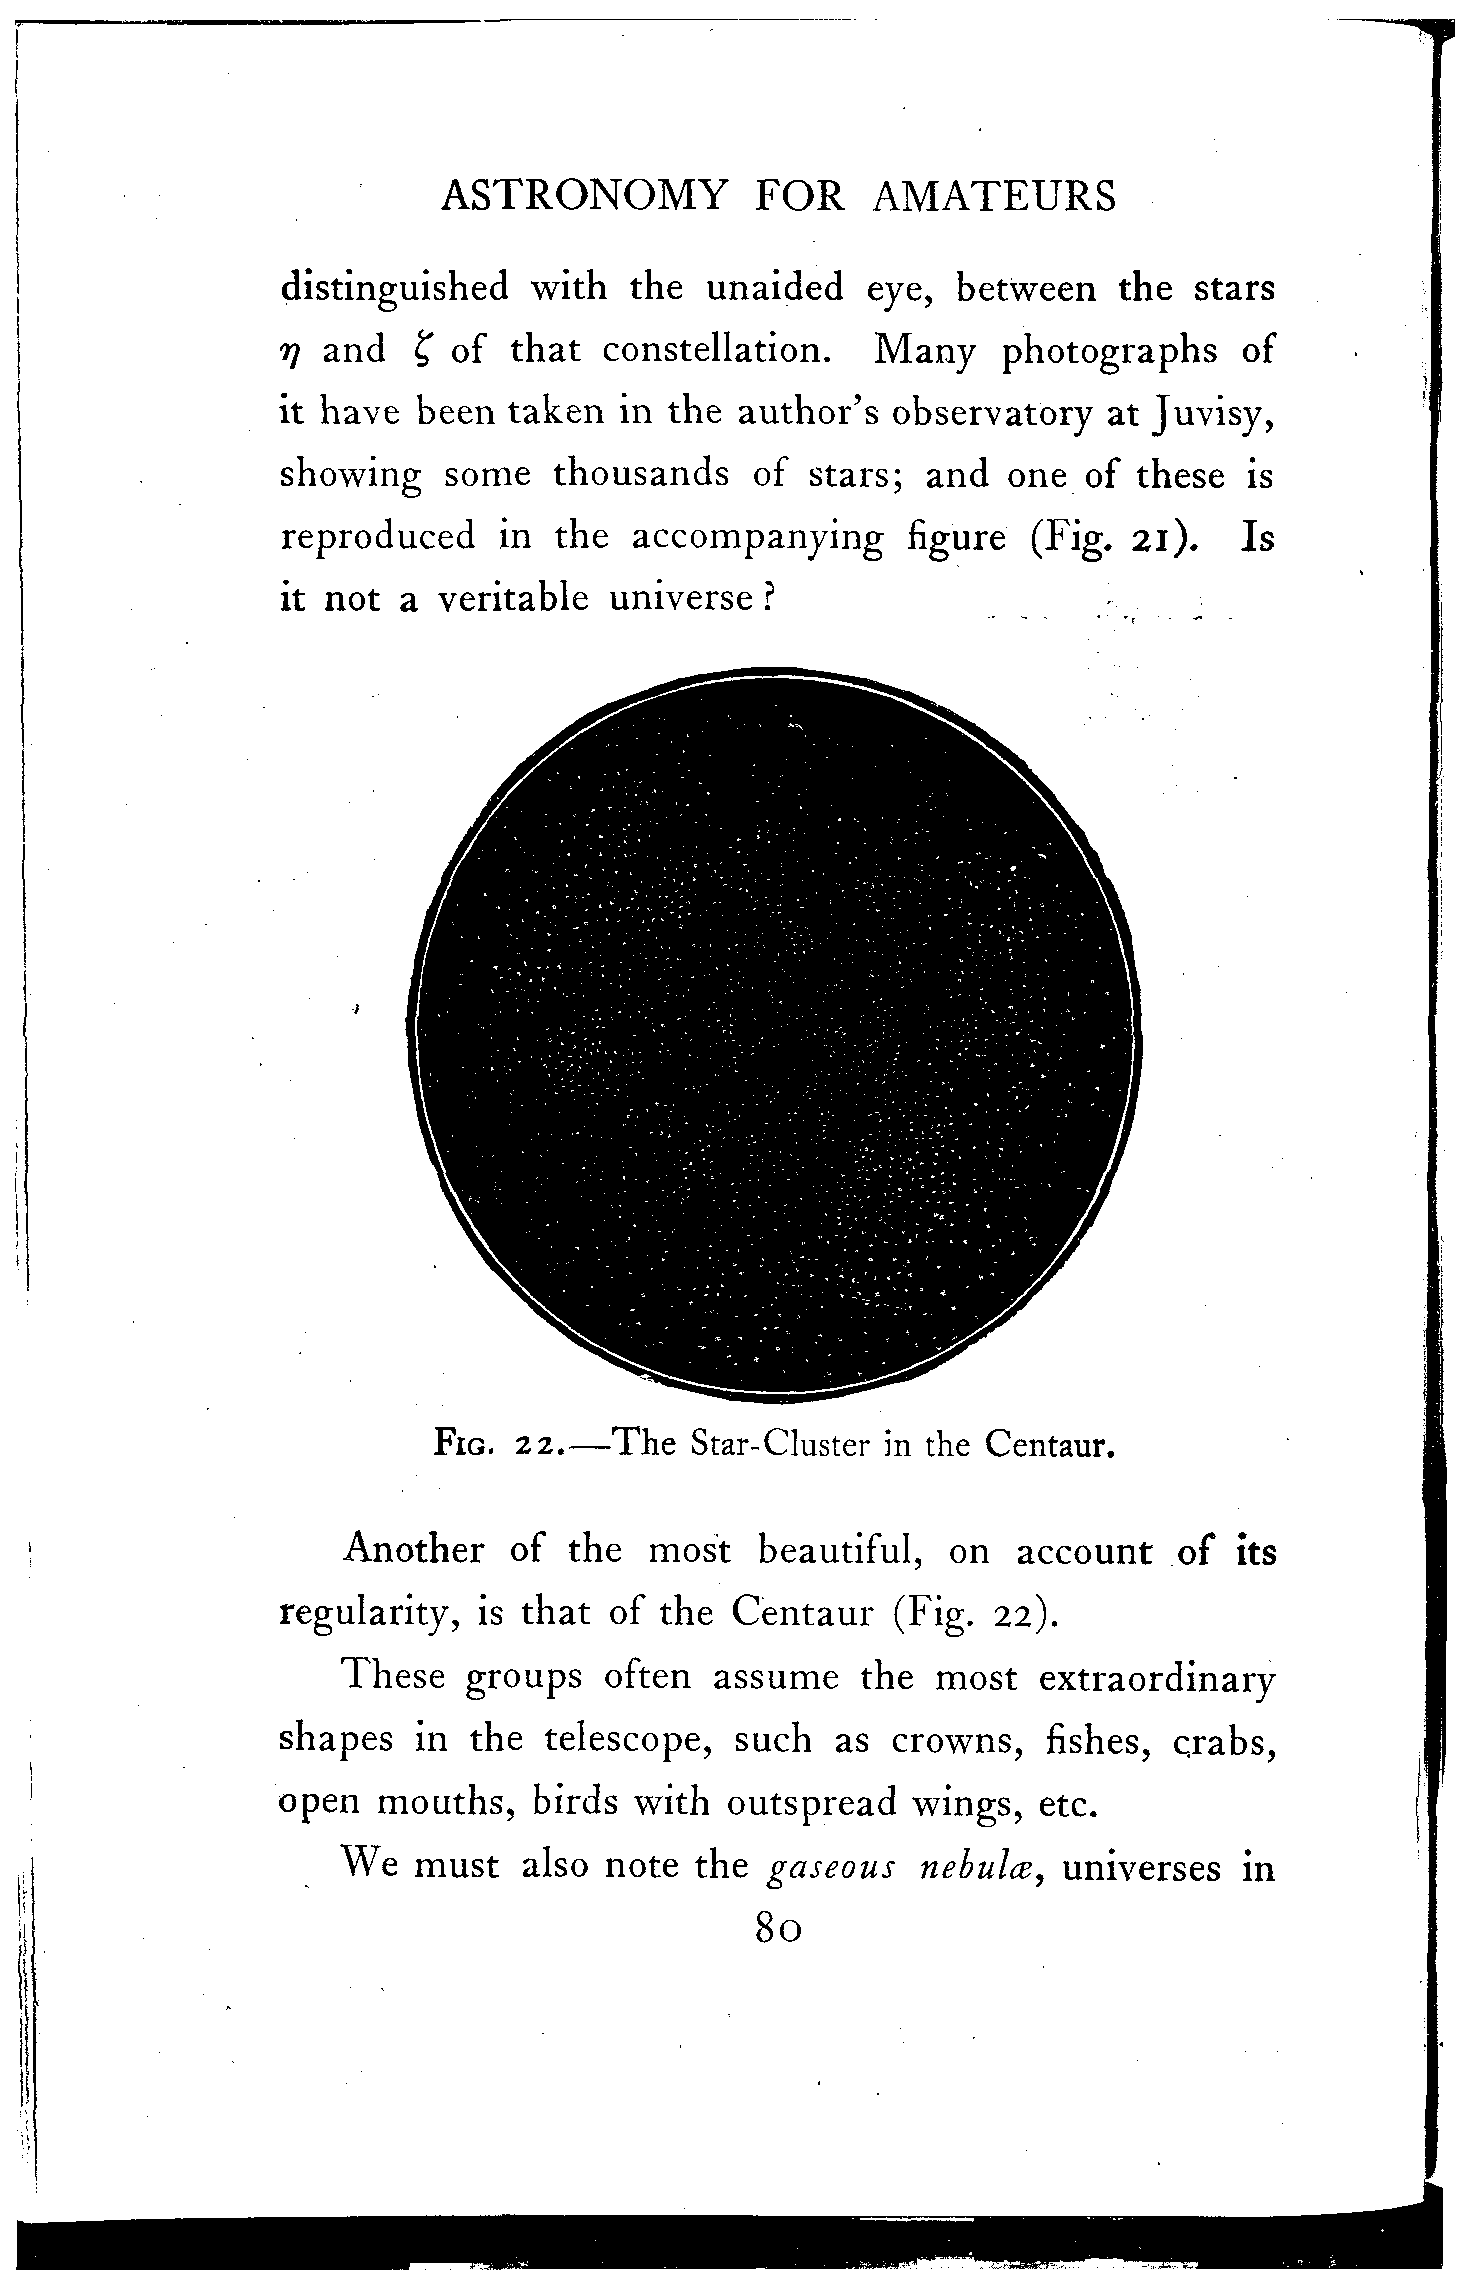 ASTRONOMY FOR AMATEURS
distinguished with the unaided eye, between the stars
η and ζ of that constellation. Many photographs of
it have been taken in the author's observatory at Juvisy,
showing some thousands of stars; and one of these is
reproduced in the accompanying figure (Fig. 21). Is
it not a veritable universe?
FIG. 22.—The Star-Cluster in the Centaur.
Another of the most beautiful, on account of its
regularity, is that of the Centaur (Fig. 22).
These groups often assume the most extraordinary
shapes in the telescope, such as crowns, fishes, crabs,
open mouths, birds with outspread wings, etc.
We must also note the gaseous nebulæ, universes in
80